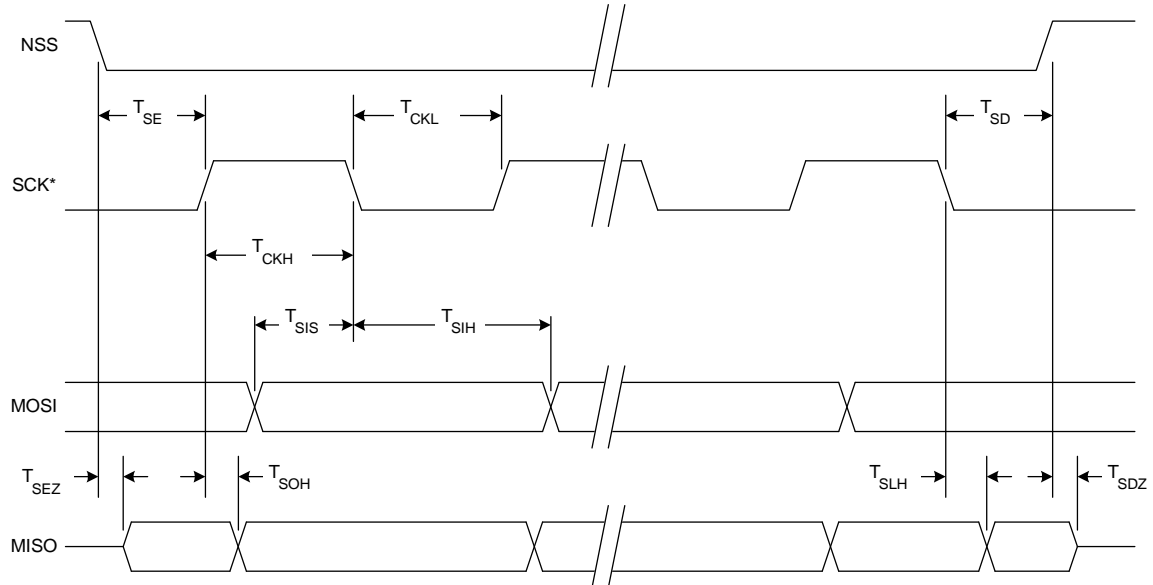 NSS
T_SE
T_CKL
T_SD
SCK*
T_CKH
T_SIS
T_SIH
MOSI
T_SEZ
T_SOH
T_SLH
T_SDZ
MISO